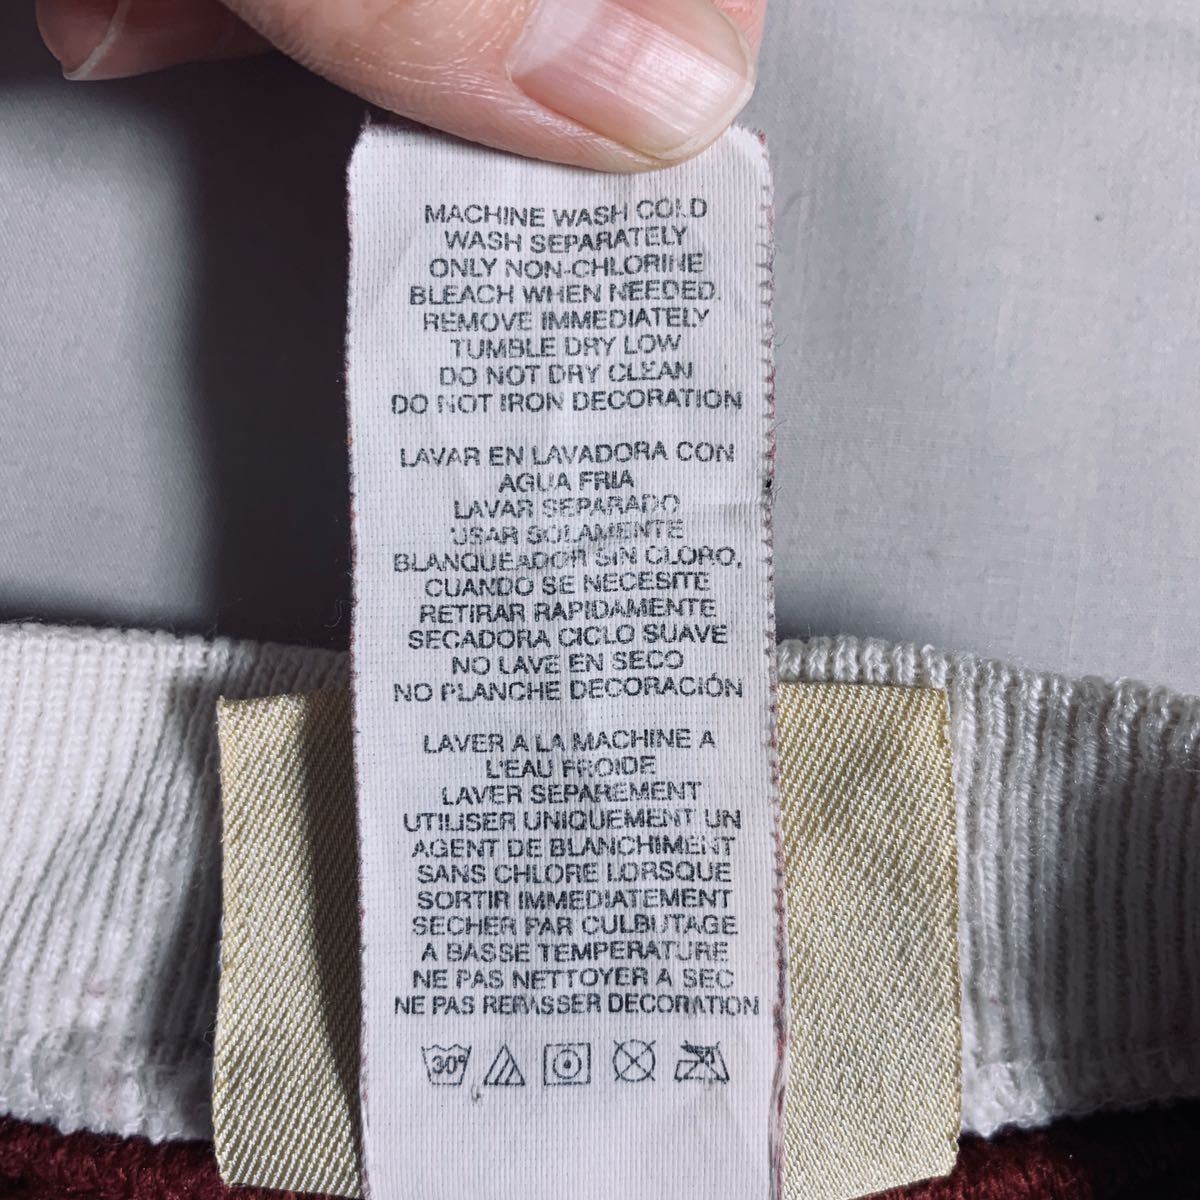 MACHINE WASH COLD
WASH SEPARATELY
ONLY NON-CHLORINE
BLEACH WHEN NEEDED.
REMOVE IMMEDIATELY
TUMBLE DRY LOW
DO NOT DRY CLEAN
DO NOT IRON DECORATION
LAVAR EN LAVADORA CON
AGUA FRIA
LAVAR SEPARADO
USAR SOLAMENTE
BLANQUEADOR SIN CLORO,
CUANDO SE NECESITE
RETIRAR RAPIDAMENTE
SECADORA CICLO SUAVE
NO LAVE EN SECO
NO PLANCHE DECORACIÓN
LAVER A LA MACHINE A
L'EAU FROIDE
LAVER SEPAREMENT
UTILISER UNIQUEMENT UN
AGENT DE BLANCHIMENT
SANS CHLORE LORSQUE
SORTIR IMMEDIATEMENT
SECHER PAR CULBUTAGE
A BASSE TEMPERATURE
NE PAS NETTOYER A SEC
NE PAS REPASSER DECORATION
30°